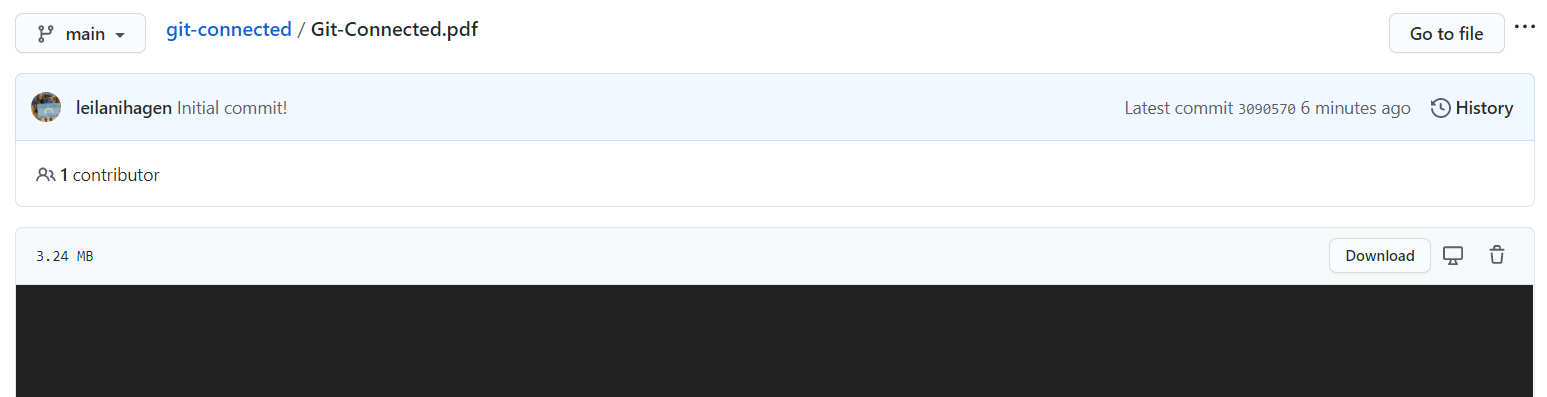 main git-connected / Git-Connected.pdf Go to file ...
leilanihagen Initial commit! Latest commit 3090570 6 minutes ago History
1 contributor
3.24 MB Download